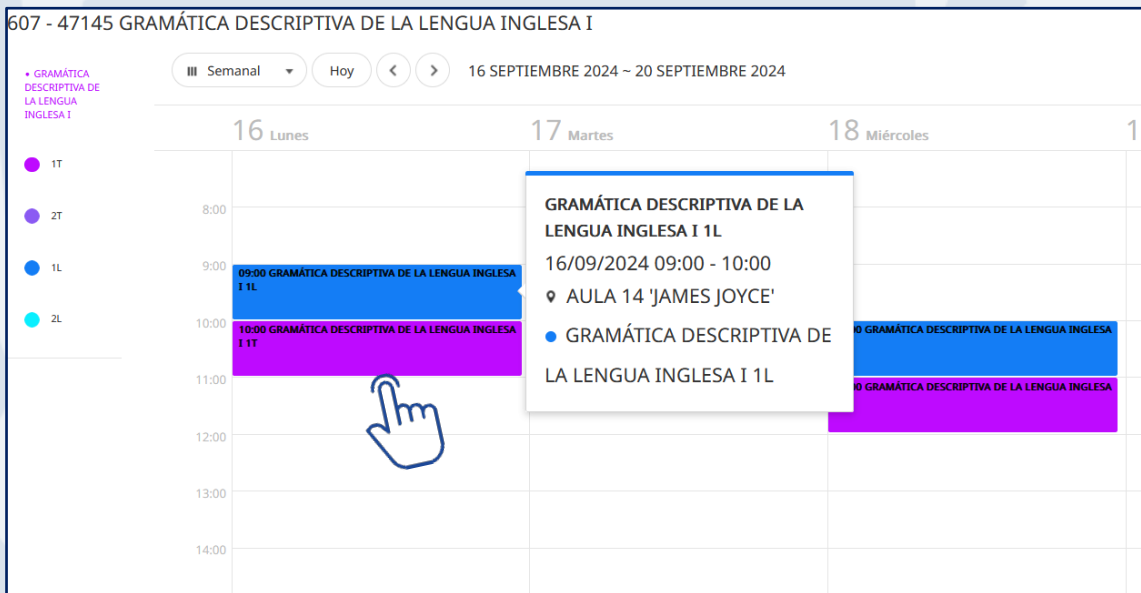 607 - 47145 GRAMÁTICA DESCRIPTIVA DE LA LENGUA INGLESA I
• GRAMÁTICA
DESCRIPTIVA DE
LA LENGUA
INGLESA I
1T
2T
1L
2L
Semanal
Hoy
16 SEPTIEMBRE 2024 ~ 20 SEPTIEMBRE 2024
16 Lunes
17 Martes
18 Miércoles
1
8:00
9:00
10:00
11:00
12:00
13:00
14:00
09:00 GRAMÁTICA DESCRIPTIVA DE LA LENGUA INGLESA
I 1L
10:00 GRAMÁTICA DESCRIPTIVA DE LA LENGUA INGLESA
I 1T
GRAMÁTICA DESCRIPTIVA DE LA
LENGUA INGLESA I 1L
16/09/2024 09:00 - 10:00
AULA 14 'JAMES JOYCE'
GRAMÁTICA DESCRIPTIVA DE
LA LENGUA INGLESA I 1L
0 GRAMÁTICA DESCRIPTIVA DE LA LENGUA INGLESA
0 GRAMÁTICA DESCRIPTIVA DE LA LENGUA INGLESA